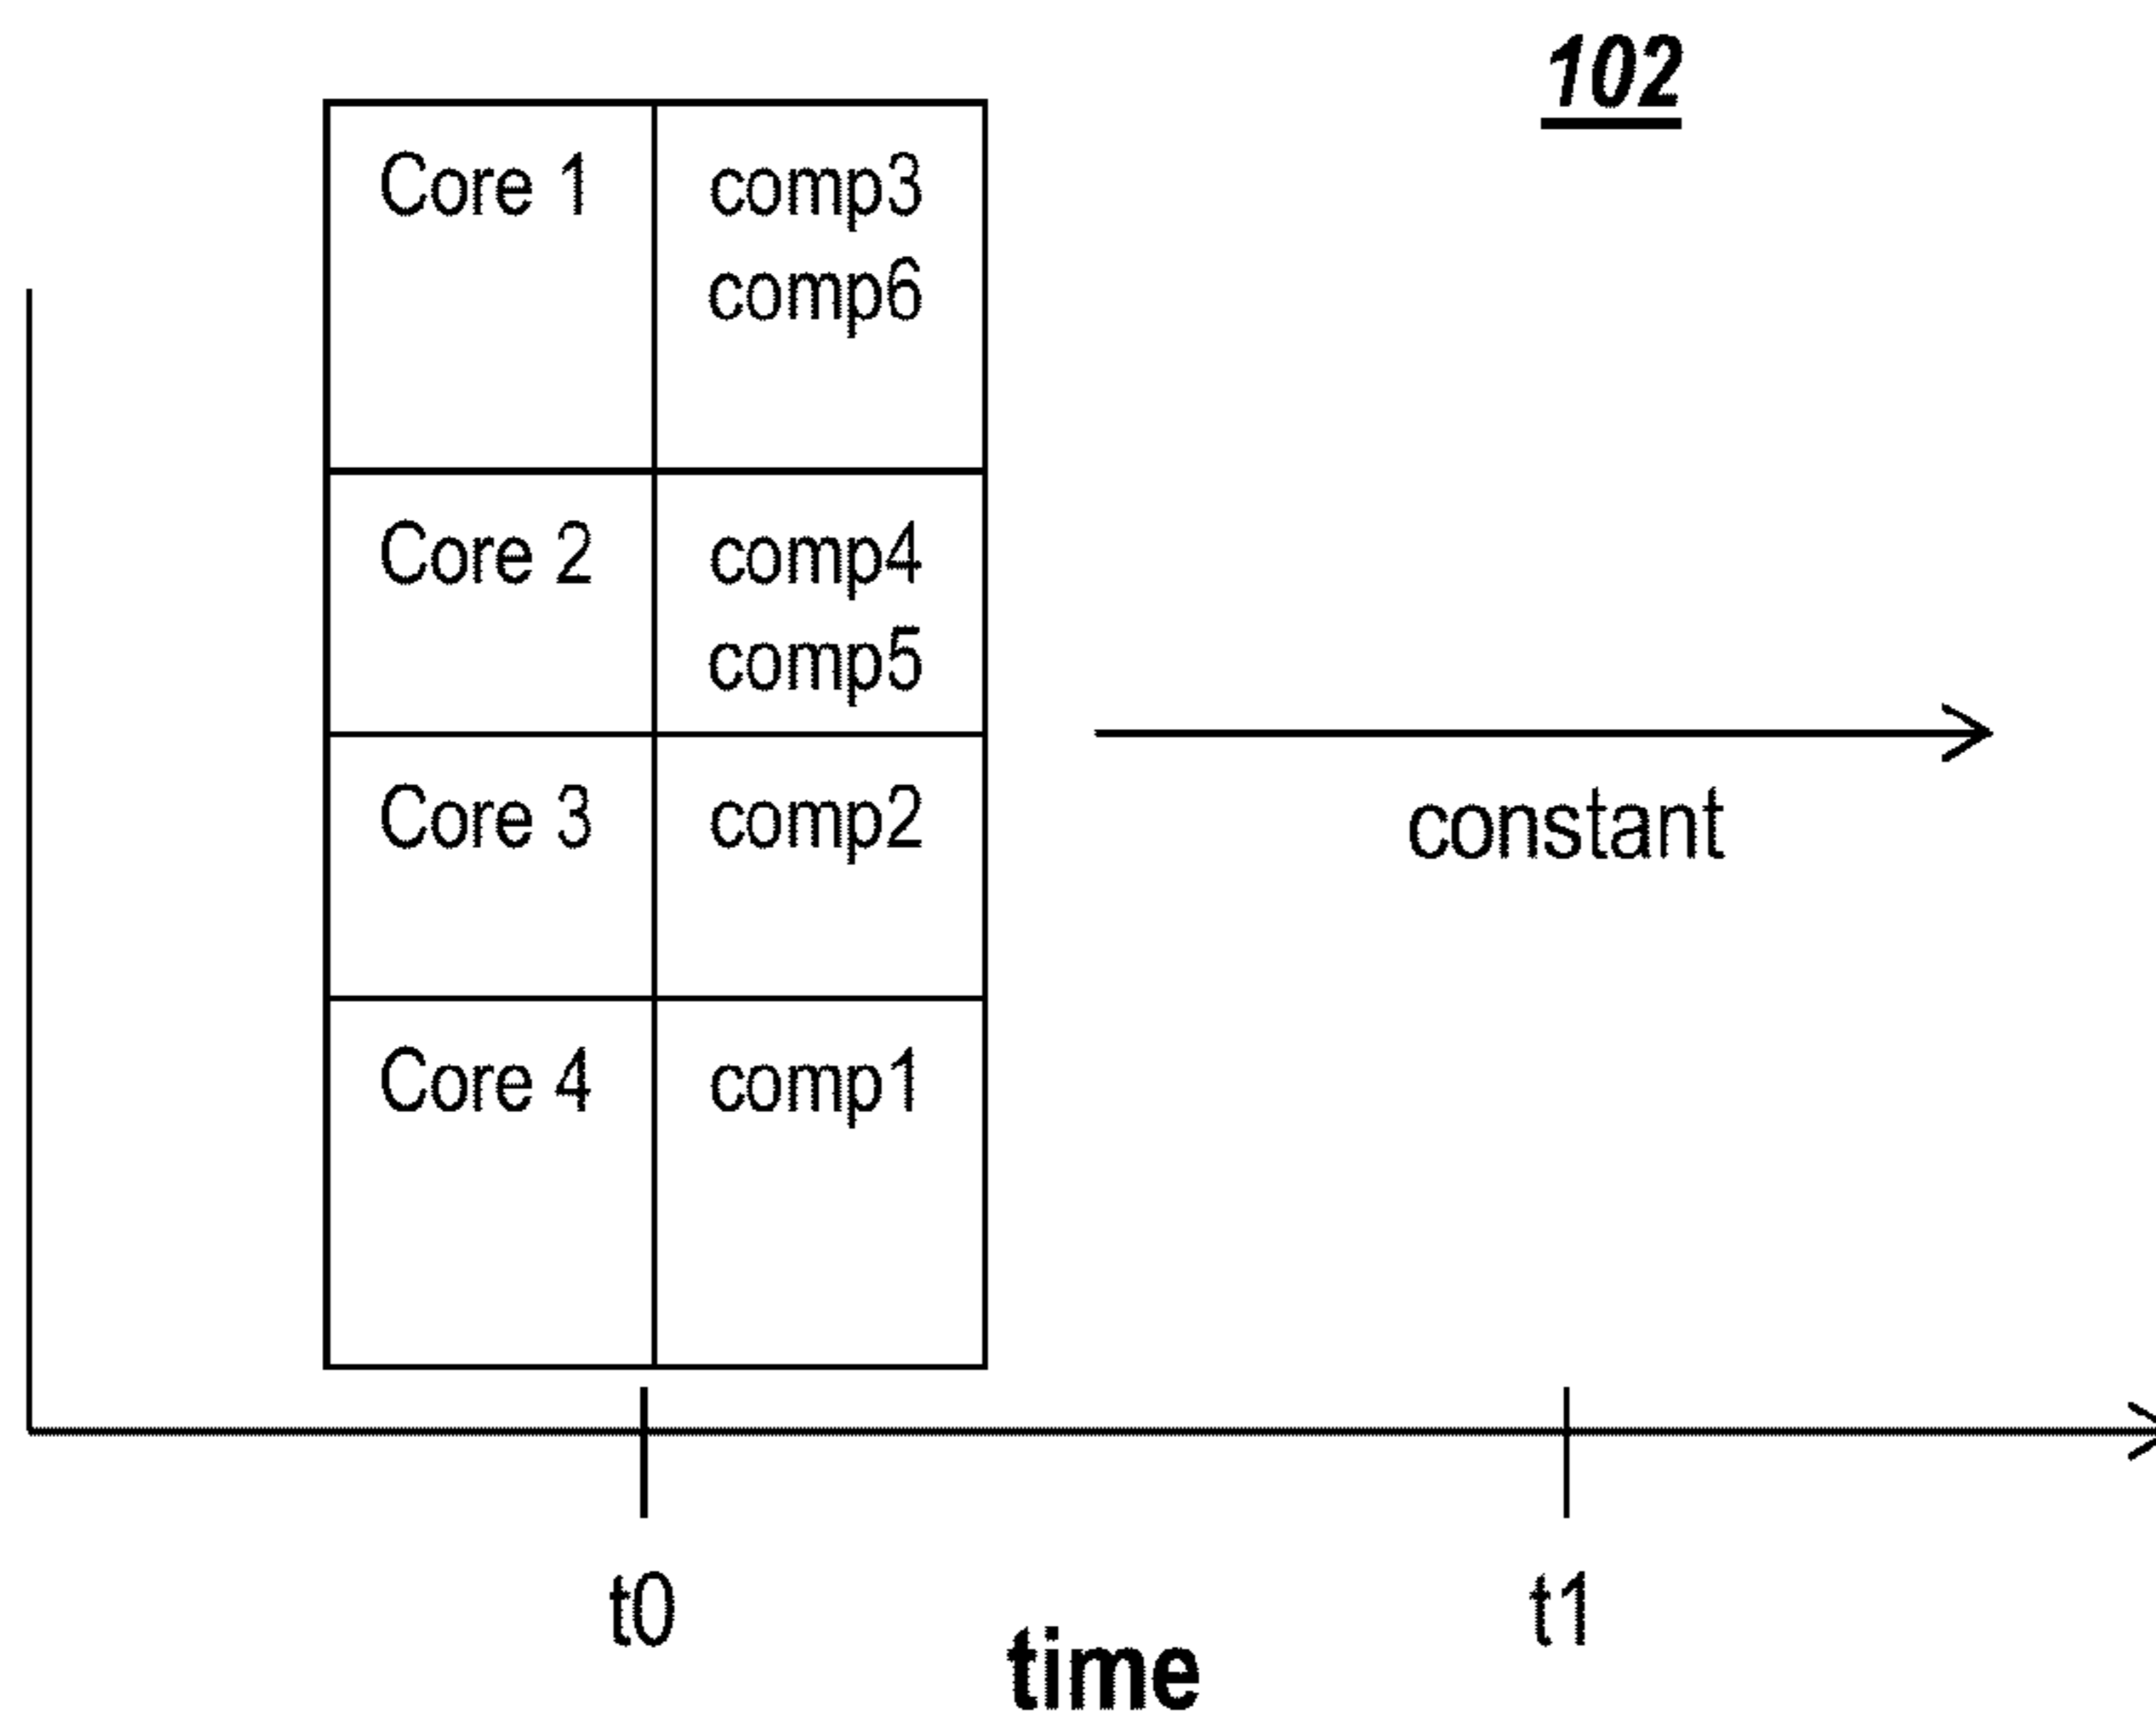 102
Core 1 comp3
comp6
Core 2 comp4
comp5
Core 3 comp2
constant
Core 4 comp1
t0 t1
time